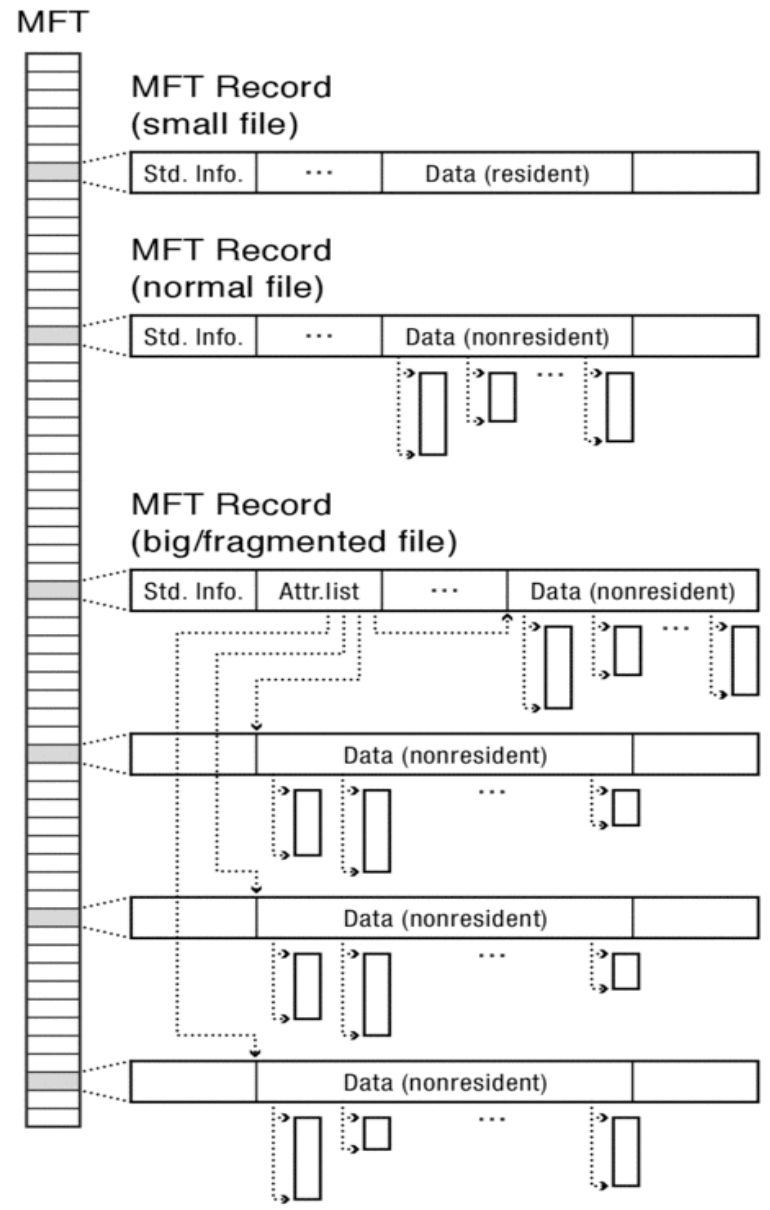 MFT
MFT Record
(small file)
Std. Info. ... Data (resident)
MFT Record
(normal file)
Std. Info. ... Data (nonresident)
...
MFT Record
(big/fragmented file)
Std. Info. Attr.list ... Data (nonresident)
...
Data (nonresident)
...
Data (nonresident)
...
Data (nonresident)
...